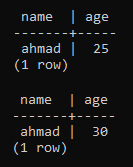 name | age
-------+-----
ahmad | 25
(1 row)
name | age
-------+-----
ahmad | 30
(1 row)